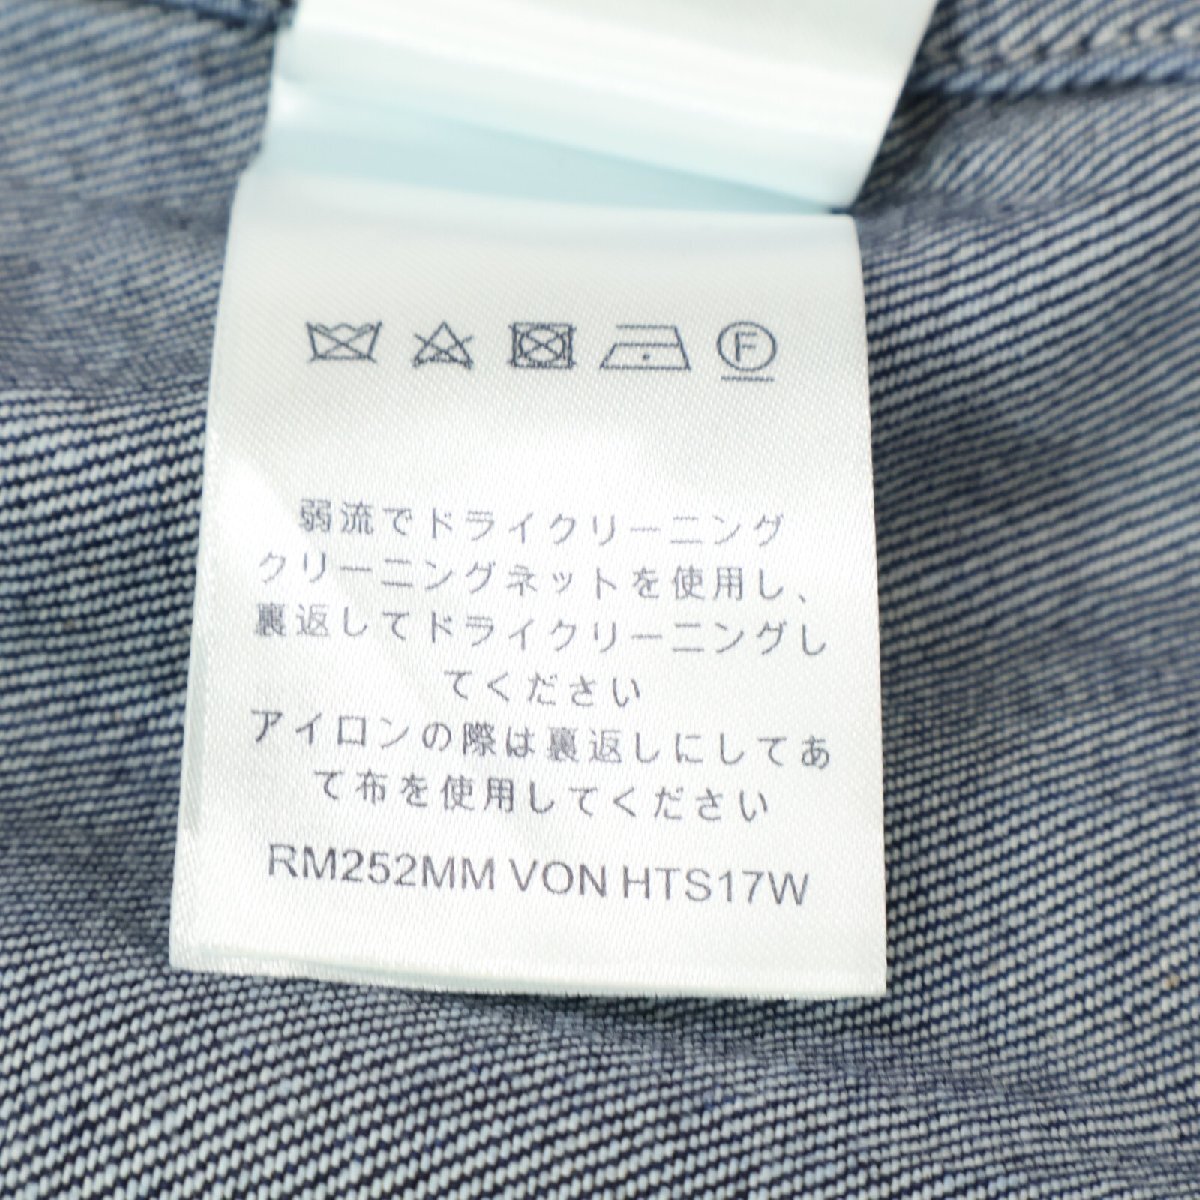 F
弱流でドライクリーニング
クリーニングネットを使用し、
裏返してドライクリーニングし
てください
アイロンの際は裏返しにしてあ
て布を使用してください
RM252MM VON HTS17W